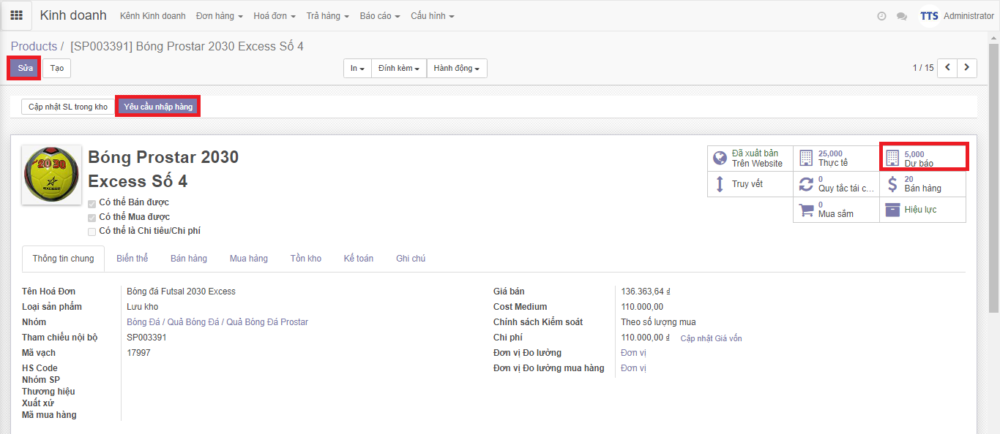 Kinh doanh Kênh Kinh doanh Đơn hàng Hoá đơn Trả hàng Báo cáo Cấu hình TTS Administrator
Products / [SP003391] Bóng Prostar 2030 Excess Số 4
Sửa Tạo In Đính kèm Hành động 1 / 15
Cập nhật SL trong kho Yêu cầu nhập hàng
2030
Bóng Prostar 2030
Excess Số 4
Có thể Bán được
Có thể Mua được
Có thể là Chi tiêu/Chi phí
Đã xuất bản
Trên Website
25,000
Thực tế
5,000
Dự báo
Truy vết
0
Quy tắc tái c...
20
Bán hàng
0
Mua sắm
Hiệu lực
Thông tin chung Biến thể Bán hàng Mua hàng Tồn kho Kế toán Ghi chú
Tên Hoá Đơn Bóng đá Futsal 2030 Excess
Loại sản phẩm Lưu kho
Nhóm Bóng Đá / Quả Bóng Đá / Quả Bóng Đá Prostar
Tham chiếu nội bộ SP003391
Mã vạch 17997
HS Code
Nhóm SP
Thương hiệu
Xuất xứ
Mã mua hàng
Giá bán 136.363,64 ₫
Cost Medium 110.000,00
Chính sách Kiểm soát Theo số lượng mua
Chi phí 110.000,00 ₫ Cập nhật Giá vốn
Đơn vị Đo lường Đơn vị
Đơn vị Đo lường mua hàng Đơn vị